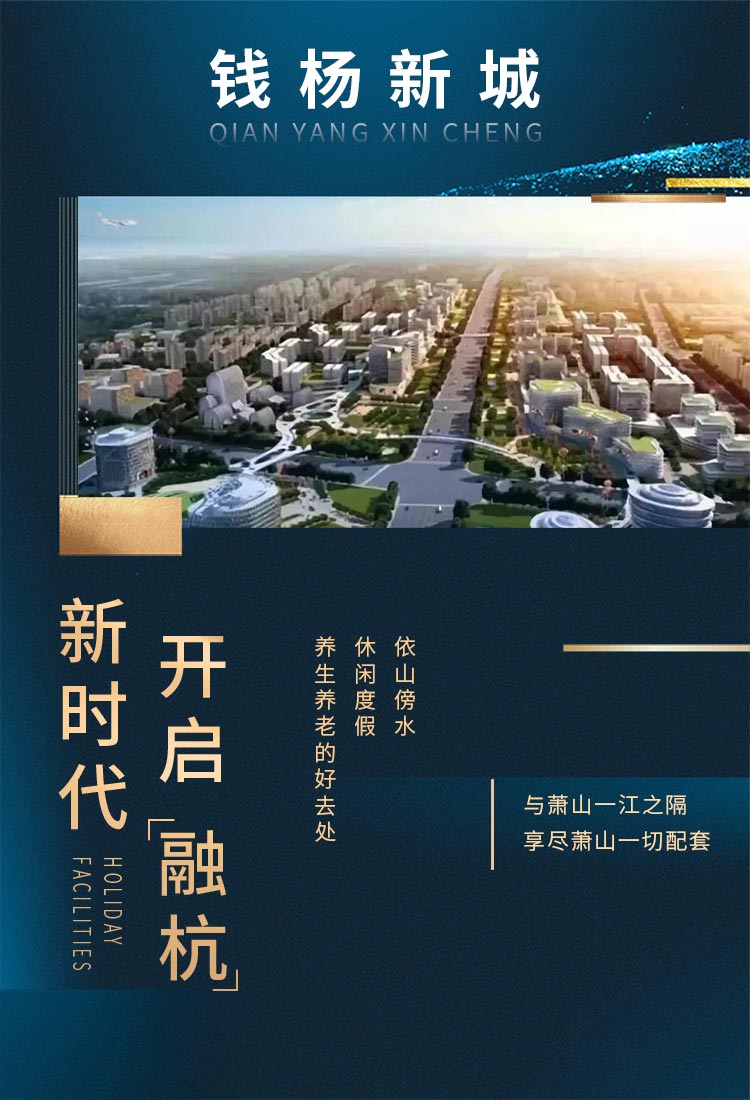 钱杨新城
QIAN YANG XIN CHENG
开启「融杭」
新时代
HOLIDAY
FACILITIES
依山傍水
休闲度假
养生养老的好去处
与萧山一江之隔
享尽萧山一切配套